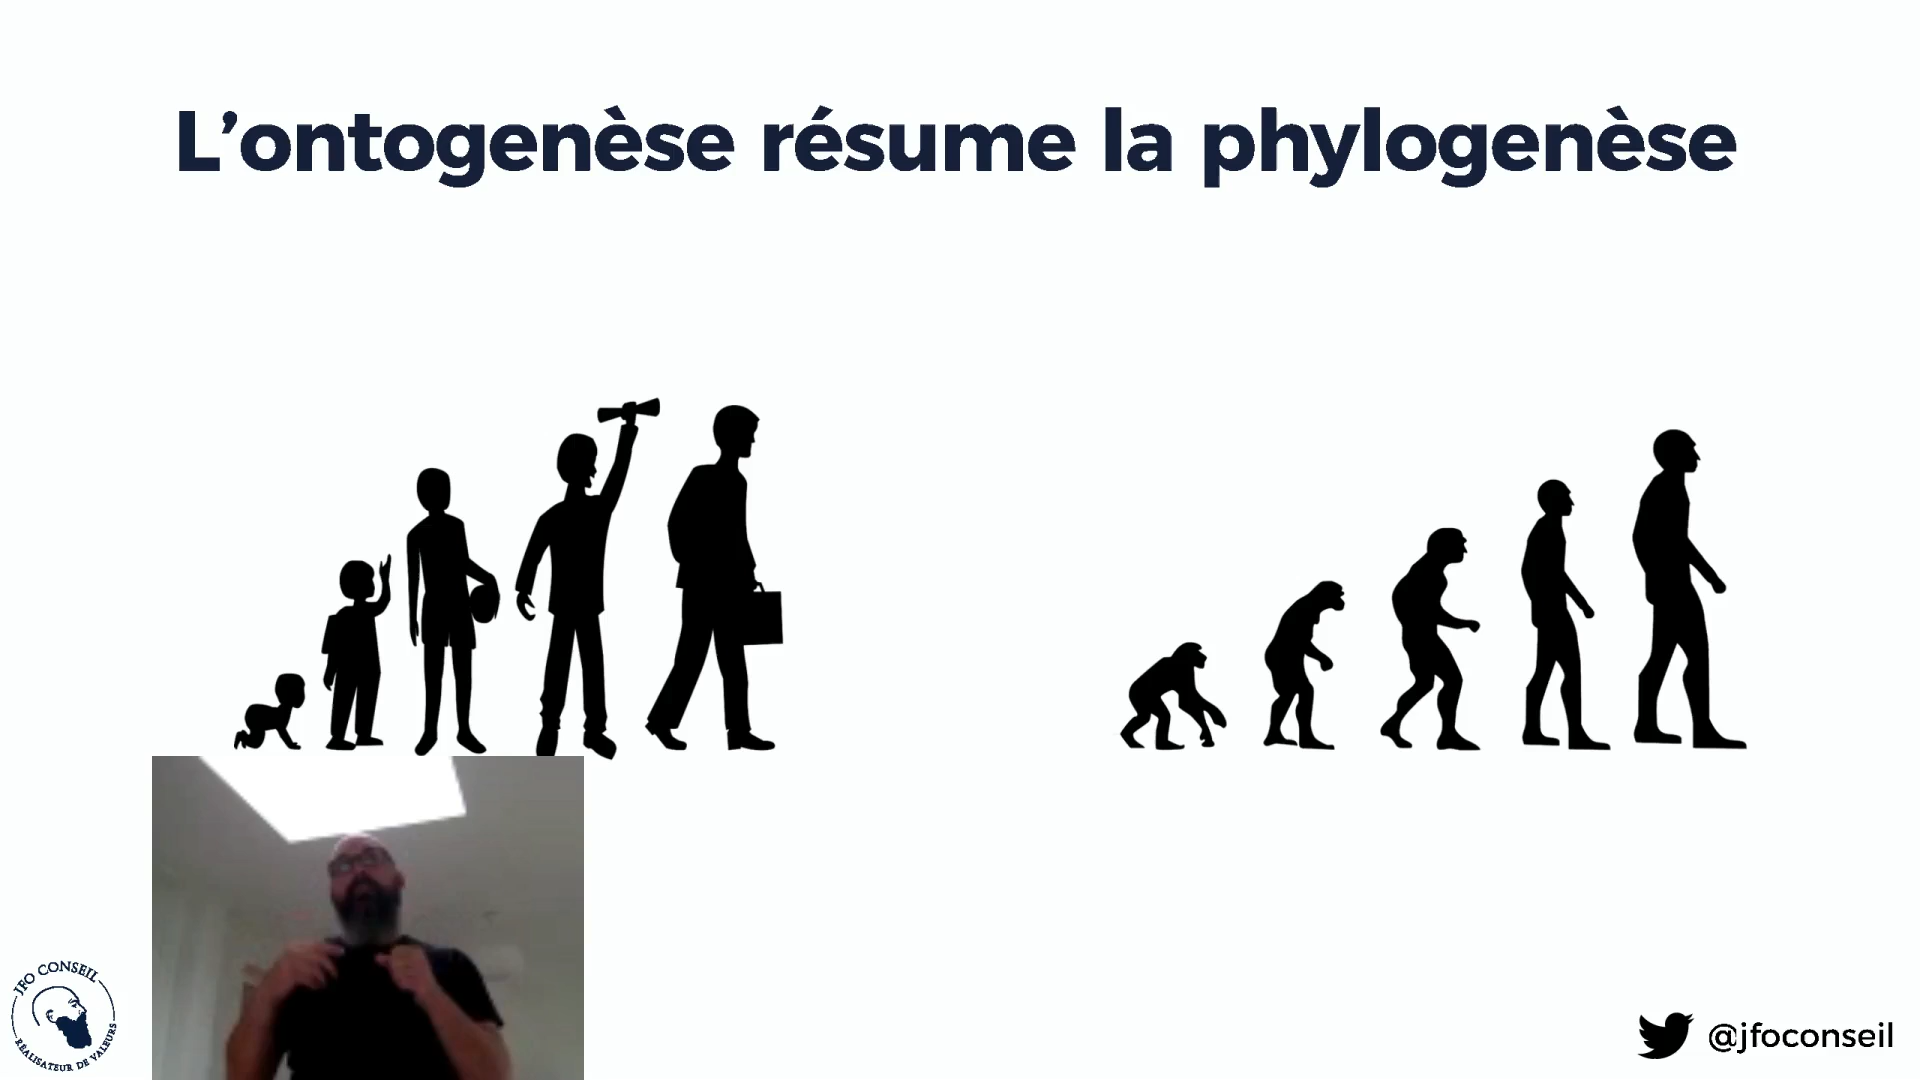 L’ontogenèse résume la phylogenèse
JFO CONSEIL
RÉALISATEUR DE VALEURS
@jfoconseil